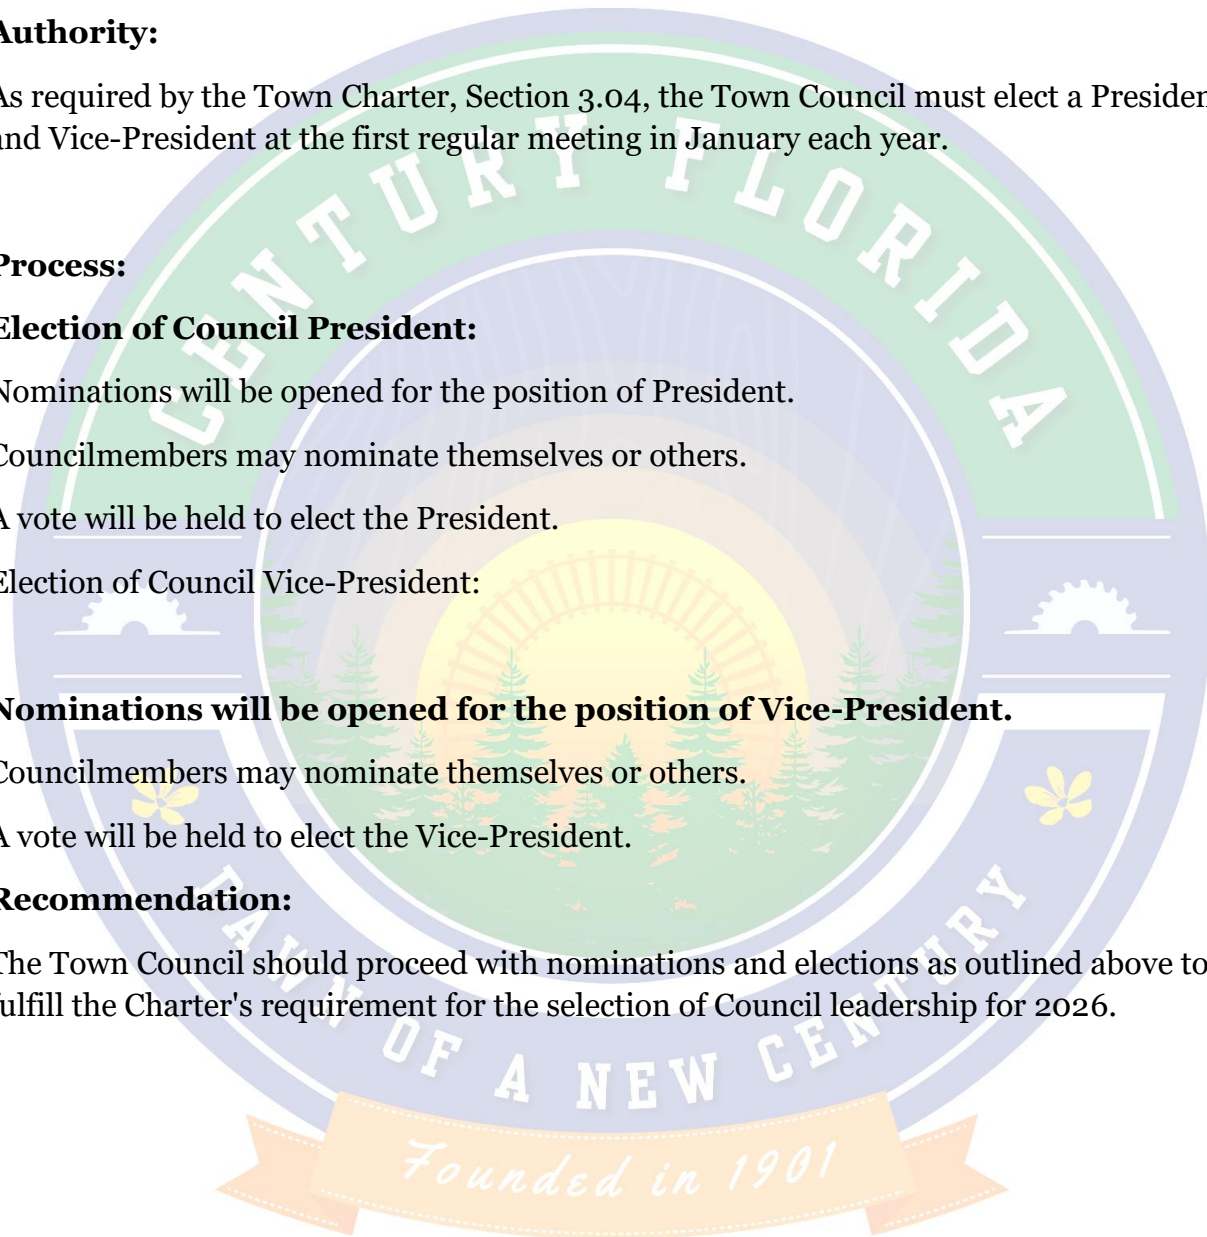 Authority:
As required by the Town Charter, Section 3.04, the Town Council must elect a President
and Vice-President at the first regular meeting in January each year.
Process:
Election of Council President:
Nominations will be opened for the position of President.
Councilmembers may nominate themselves or others.
A vote will be held to elect the President.
Election of Council Vice-President:
Nominations will be opened for the position of Vice-President.
Councilmembers may nominate themselves or others.
A vote will be held to elect the Vice-President.
Recommendation:
The Town Council should proceed with nominations and elections as outlined above to
fulfill the Charter's requirement for the selection of Council leadership for 2026.
CENTURY FLORIDA
DAWN OF A NEW CENTURY
Founded in 1901